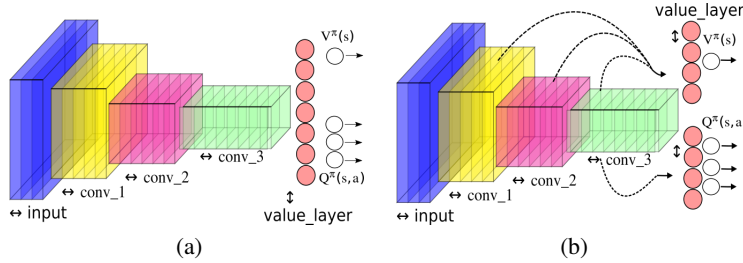 V^π(s)
Q^π(s,a)
↔ conv_3
↔ conv_2
↔ conv_1
↔ input
↕
value_layer
(a)
value_layer
↕
V^π(s)
Q^π(s,a
↕
↔ conv_3
↔ conv_2
↔ conv_1
↔ input
(b)